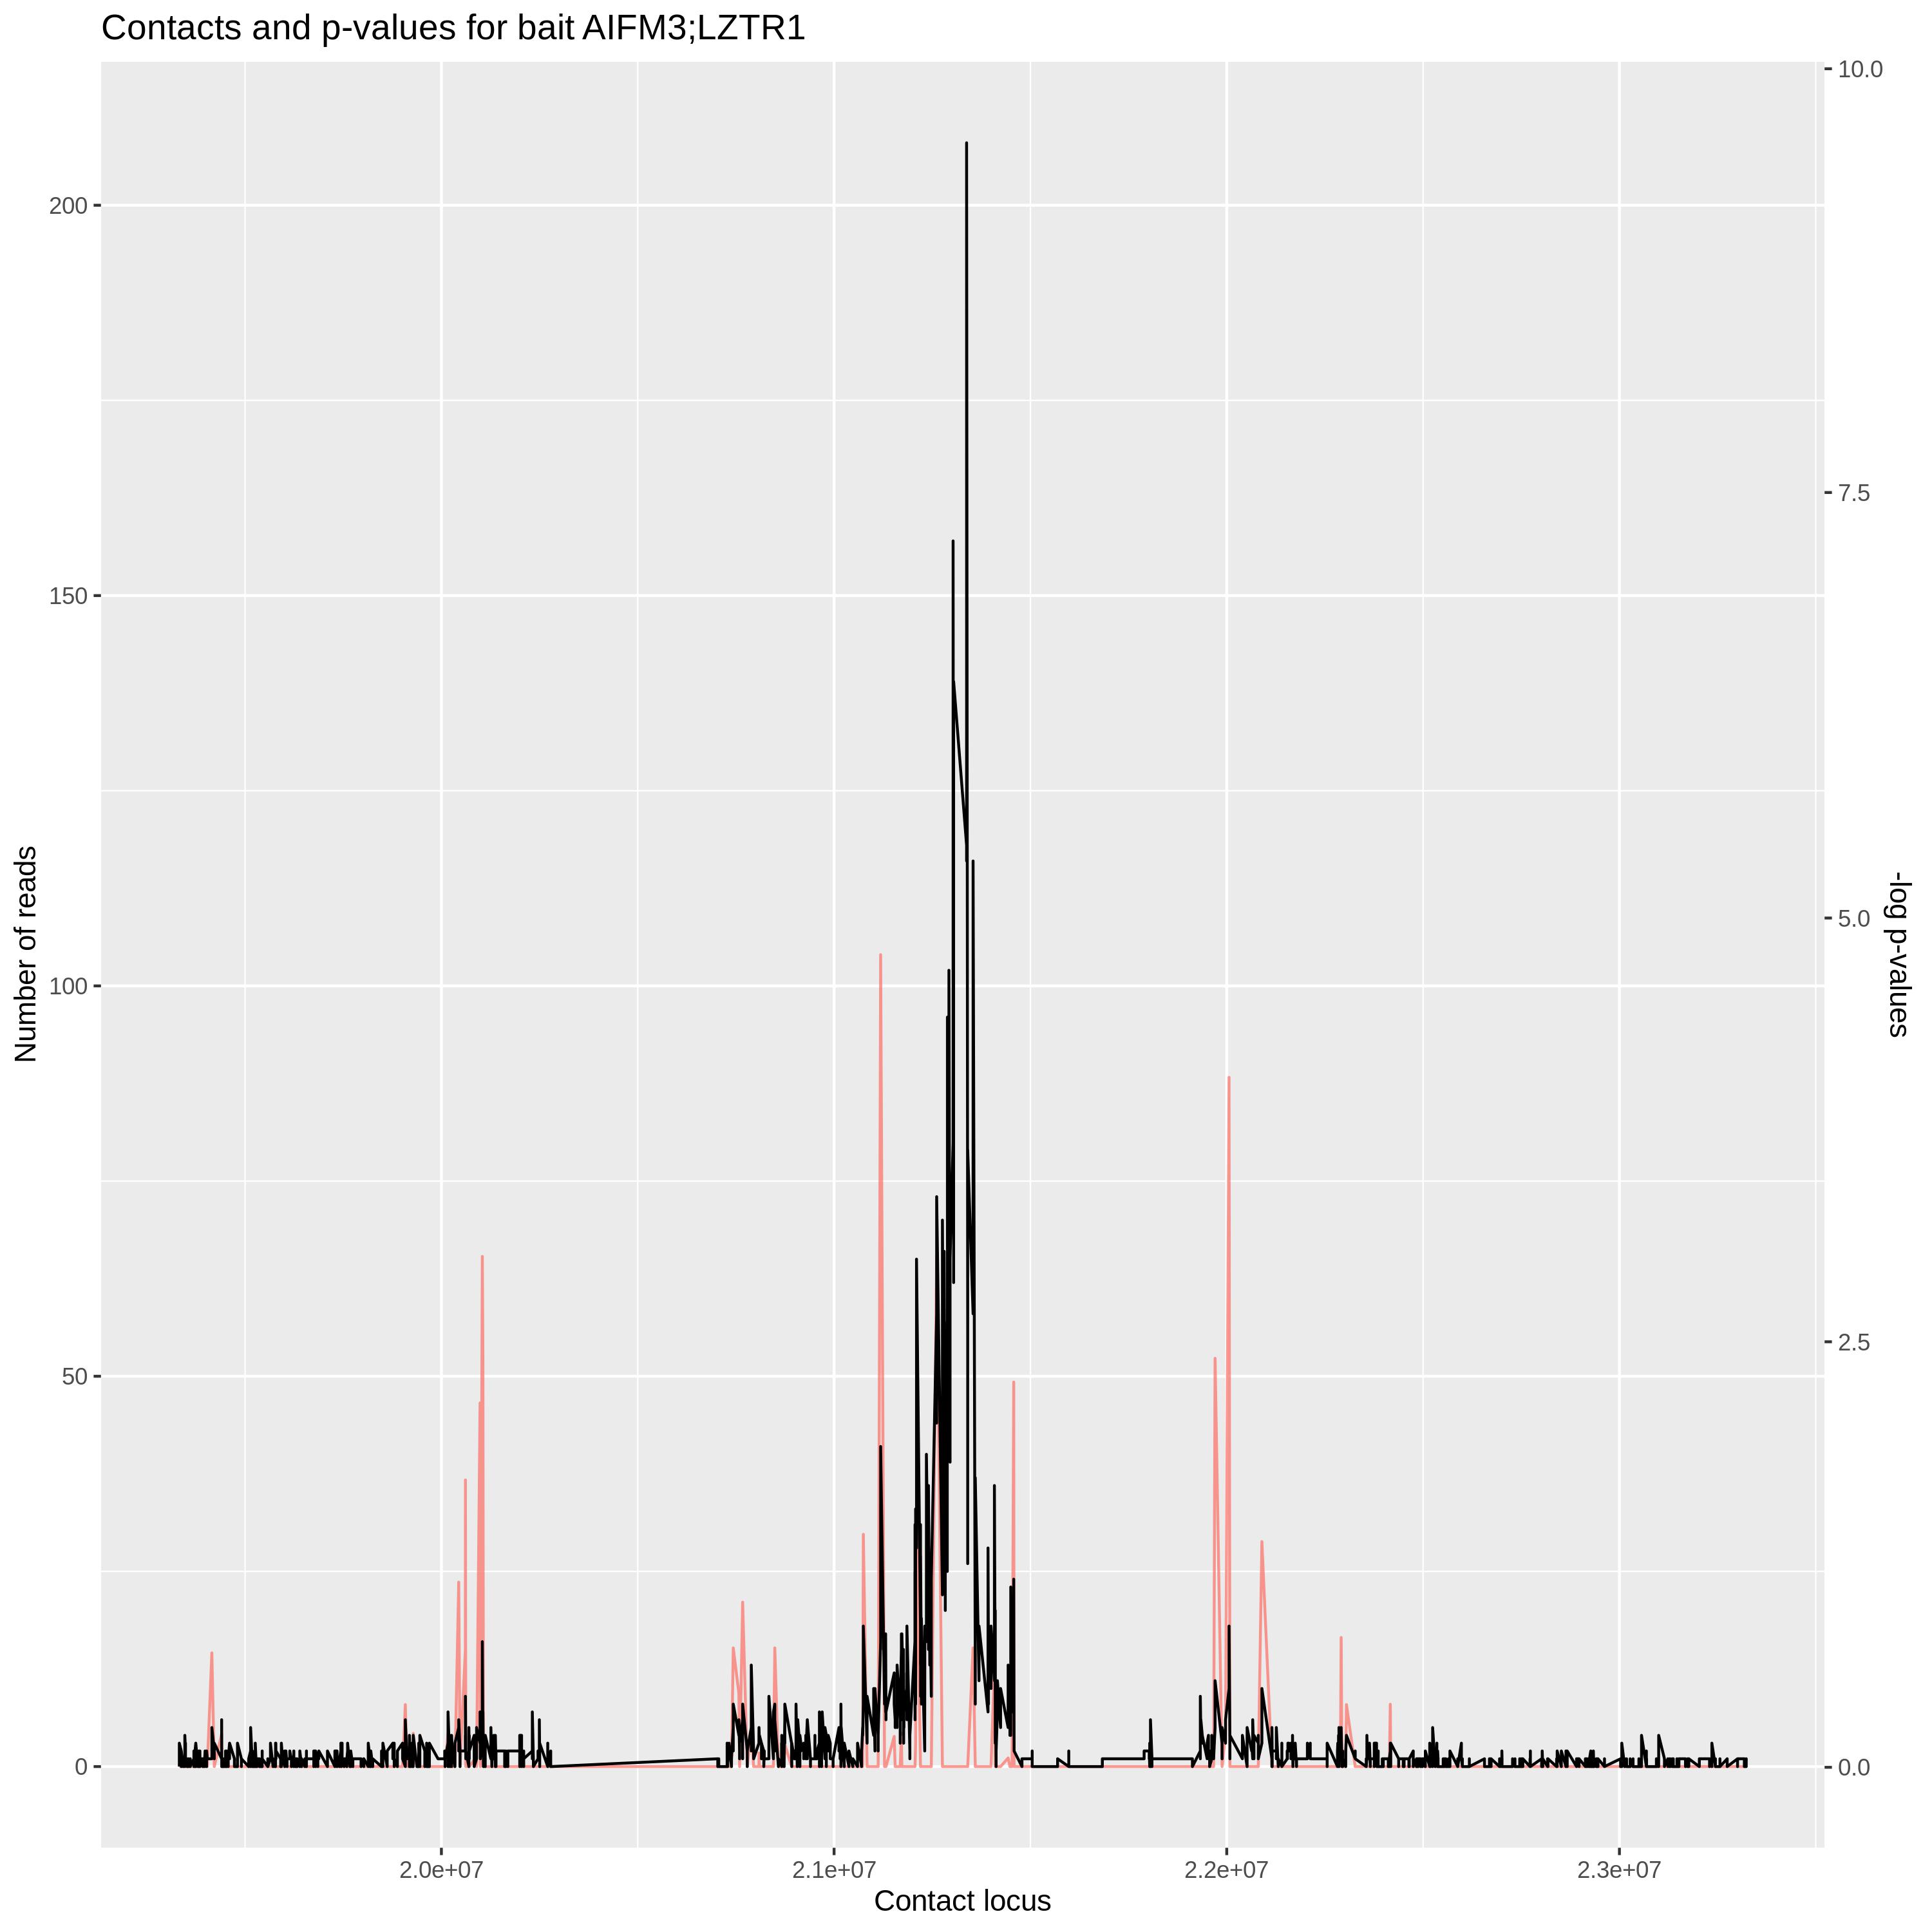 Contacts and p-values for bait AIFM3;LZTR1
10.0
200
7.5
150
Number of reads
-log p-values
5.0
100
2.5
50
0
0.0
2.0e+07 2.1e+07 2.2e+07 2.3e+07
Contact locus